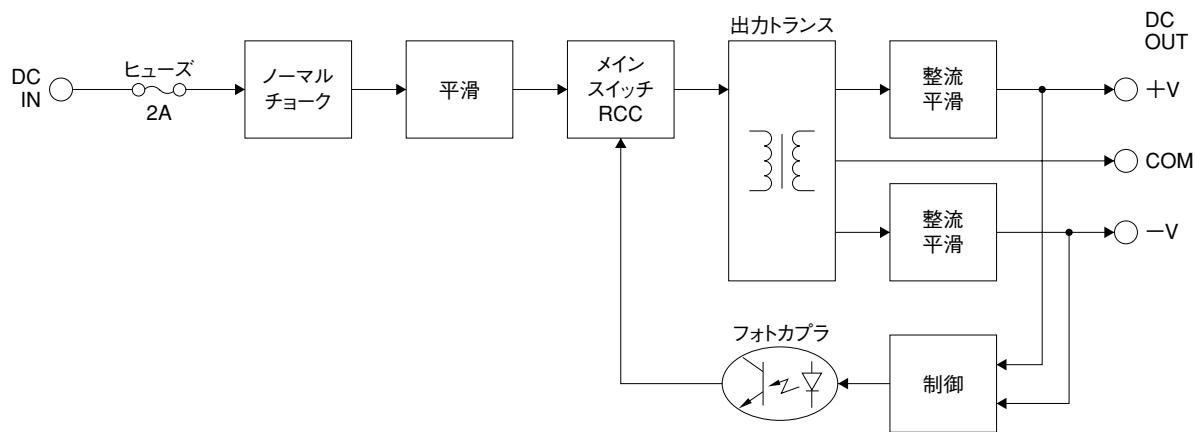 DC
IN
ヒューズ
2A
ノーマル
チョーク
平滑
メイン
スイッチ
RCC
出力トランス
整流
平滑
整流
平滑
DC
OUT
+V
COM
−V
フォトカプラ
制御